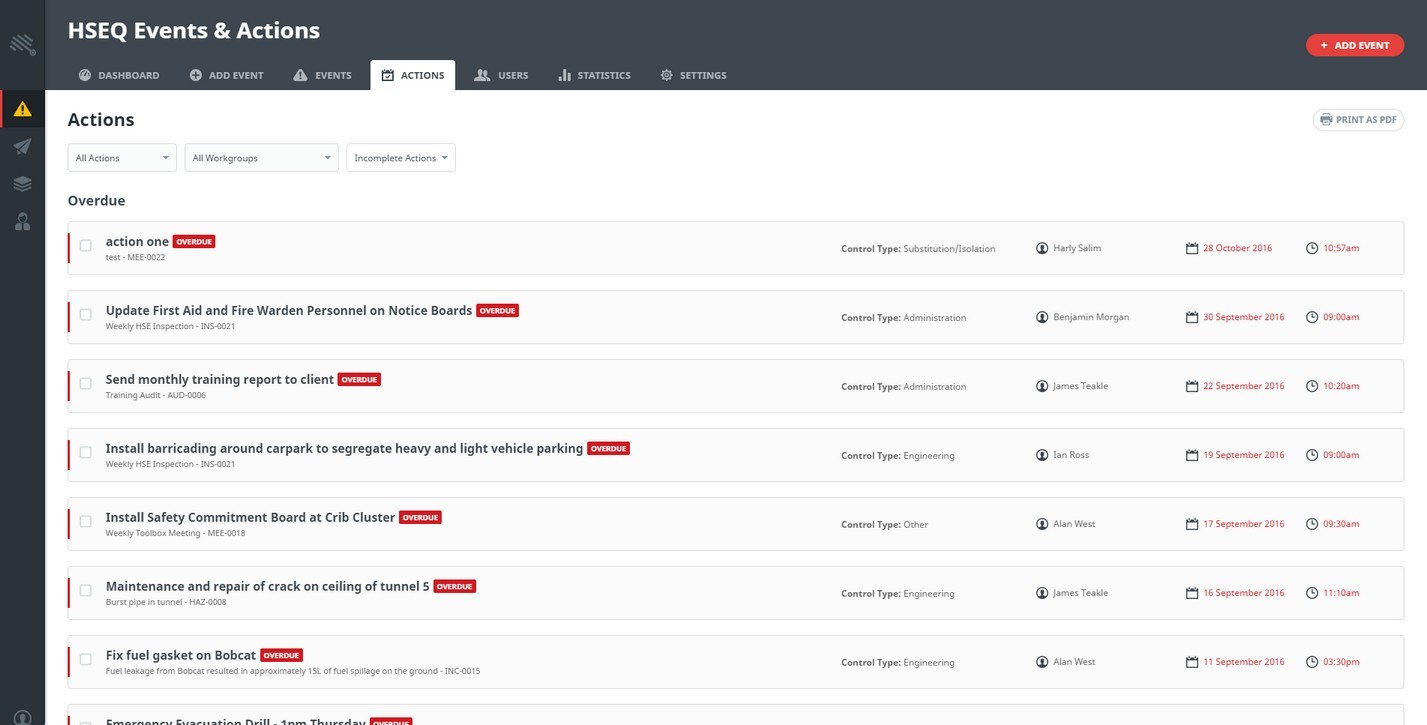 HSEQ Events & Actions
+ ADD EVENT
DASHBOARD ADD EVENT EVENTS ACTIONS USERS STATISTICS SETTINGS
Actions
PRINT AS PDF
All Actions All Workgroups Incomplete Actions
Overdue
action one OVERDUE
test - MEE-0022
Control Type: Substitution/Isolation Harly Salim 28 October 2016 10:57am
Update First Aid and Fire Warden Personnel on Notice Boards OVERDUE
Weekly HSE Inspection - INS-0021
Control Type: Administration Benjamin Morgan 30 September 2016 09:00am
Send monthly training report to client OVERDUE
Training Audit - AUD-0006
Control Type: Administration James Teakle 22 September 2016 10:20am
Install barricading around carpark to segregate heavy and light vehicle parking OVERDUE
Weekly HSE Inspection - INS-0021
Control Type: Engineering Ian Ross 19 September 2016 09:00am
Install Safety Commitment Board at Crib Cluster OVERDUE
Weekly Toolbox Meeting - MEE-0018
Control Type: Other Alan West 17 September 2016 09:30am
Maintenance and repair of crack on ceiling of tunnel 5 OVERDUE
Burst pipe in tunnel - HAZ-0008
Control Type: Engineering James Teakle 16 September 2016 11:10am
Fix fuel gasket on Bobcat OVERDUE
Fuel leakage from Bobcat resulted in approximately 15L of fuel spillage on the ground - INC-0015
Control Type: Engineering Alan West 11 September 2016 03:30pm
Emergency Evacuation Drill - 1pm Thursday OVERDUE